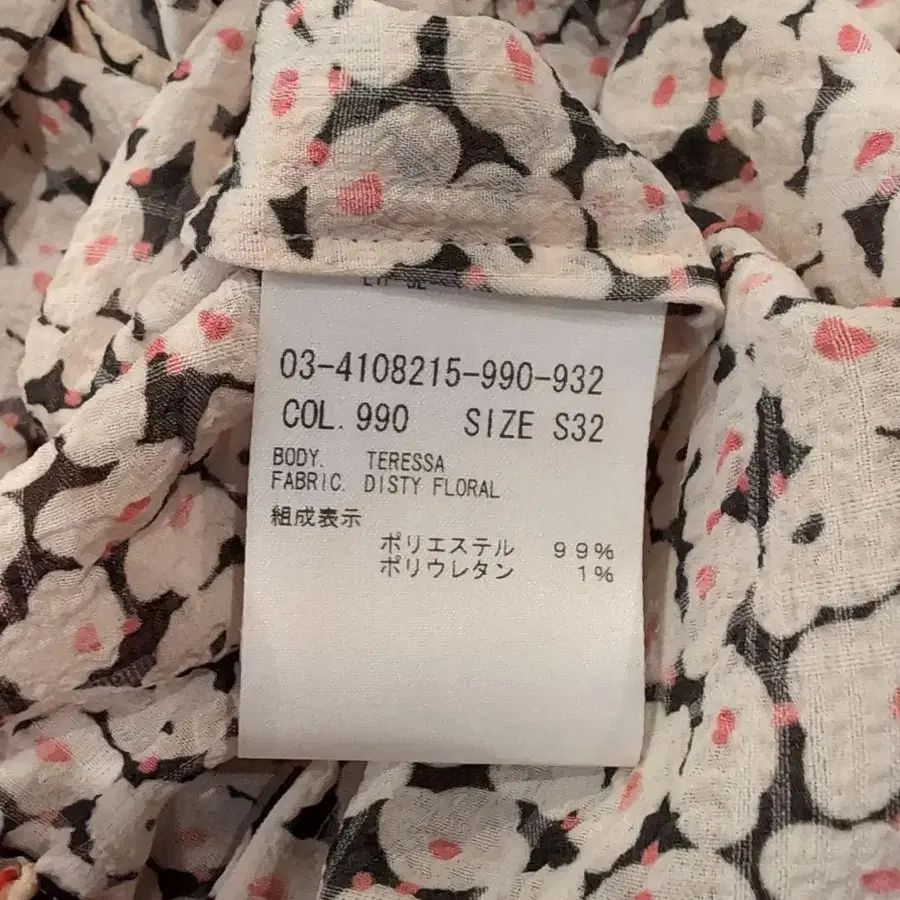 03-4108215-990-932
COL. 990 SIZE S32
BODY. TERESSA
FABRIC. DISTY FLORAL
組成表示
ポリエステル 99%
ポリウレタン 1%